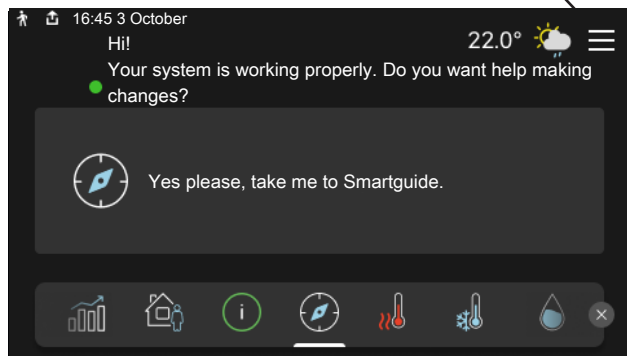 16:45 3 October
22.0°
Hi!
Your system is working properly. Do you want help making
changes?
Yes please, take me to Smartguide.
i